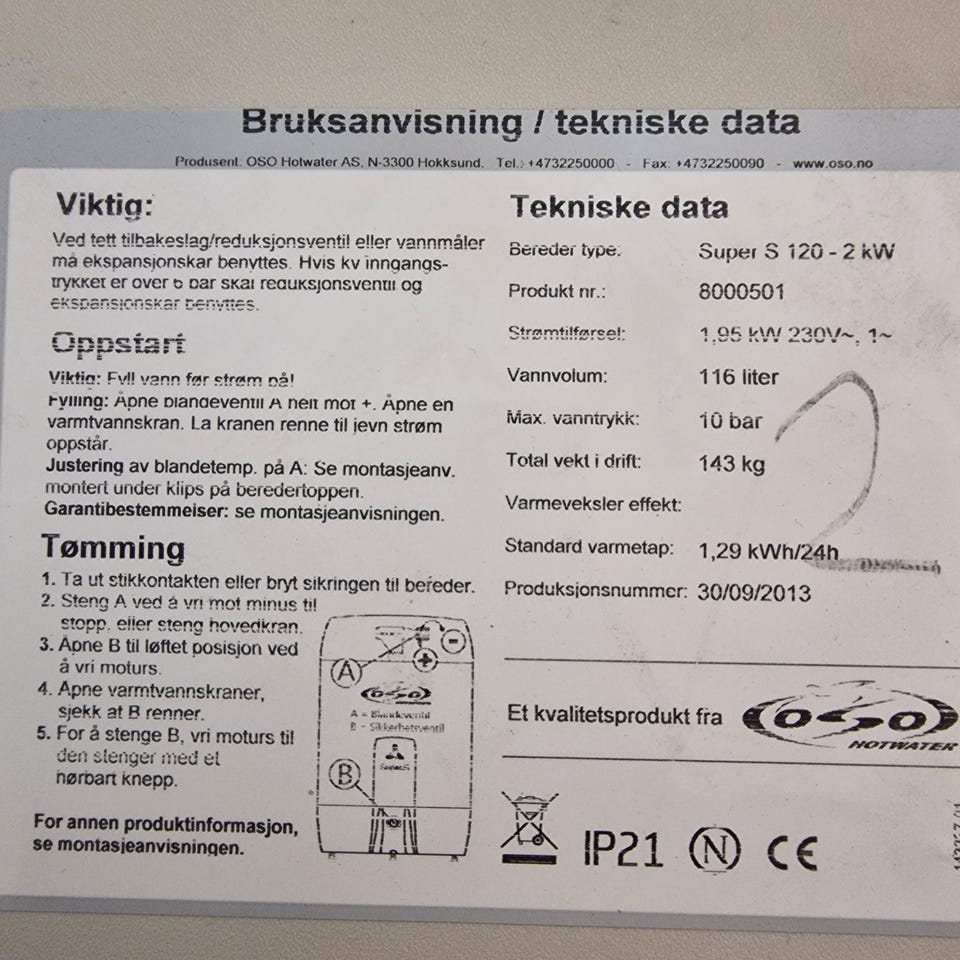 Bruksanvisning / tekniske data
Produsent: OSO Hotwater AS, N-3300 Hokksund. Tel.: +4732250000 - Fax: +4732250090 - www.oso.no
Viktig:
Ved tett tilbakeslag/reduksjonsventil eller vannmåler
må ekspansjonskar benyttes. Hvis kv inngangs-
trykket er over 6 bar skal reduksjonsventil og
ekspansjonskar benyttes.
Oppstart
Viktig: Fyll vann før strøm på!
Fylling: Åpne blandeventil A helt mot +. Åpne en
varmtvannskran. La kranen renne til jevn strøm
oppstår.
Justering av blandetemp. på A: Se montasjeanv.
montert under klips på beredertoppen.
Garantibestemmelser: se montasjeanvisningen.
Tømming
1. Ta ut stikkontakten eller bryt sikringen til bereder.
2. Steng A ved å vri mot minus til
stopp, eller steng hovedkran.
3. Åpne B til løftet posisjon ved
å vri moturs.
4. Åpne varmtvannskraner,
sjekk at B renner.
5. For å stenge B, vri moturs til
den stenger med et
hørbart knepp.
For annen produktinformasjon,
se montasjeanvisningen.
A
−
+
OSO
A = Blandeventil
B = Sikkerhetsventil
Super S
B
Tekniske data
Bereder type: Super S 120 - 2 kW
Produkt nr.: 8000501
Strømtilførsel: 1,95 kW 230V~, 1~
Vannvolum: 116 liter
Max. vanntrykk: 10 bar
Total vekt i drift: 143 kg
Varmeveksler effekt:
Standard varmetap: 1,29 kWh/24h
Produksjonsnummer: 30/09/2013
2
Et kvalitetsprodukt fra OSO
HOTWATER
IP21 N CE